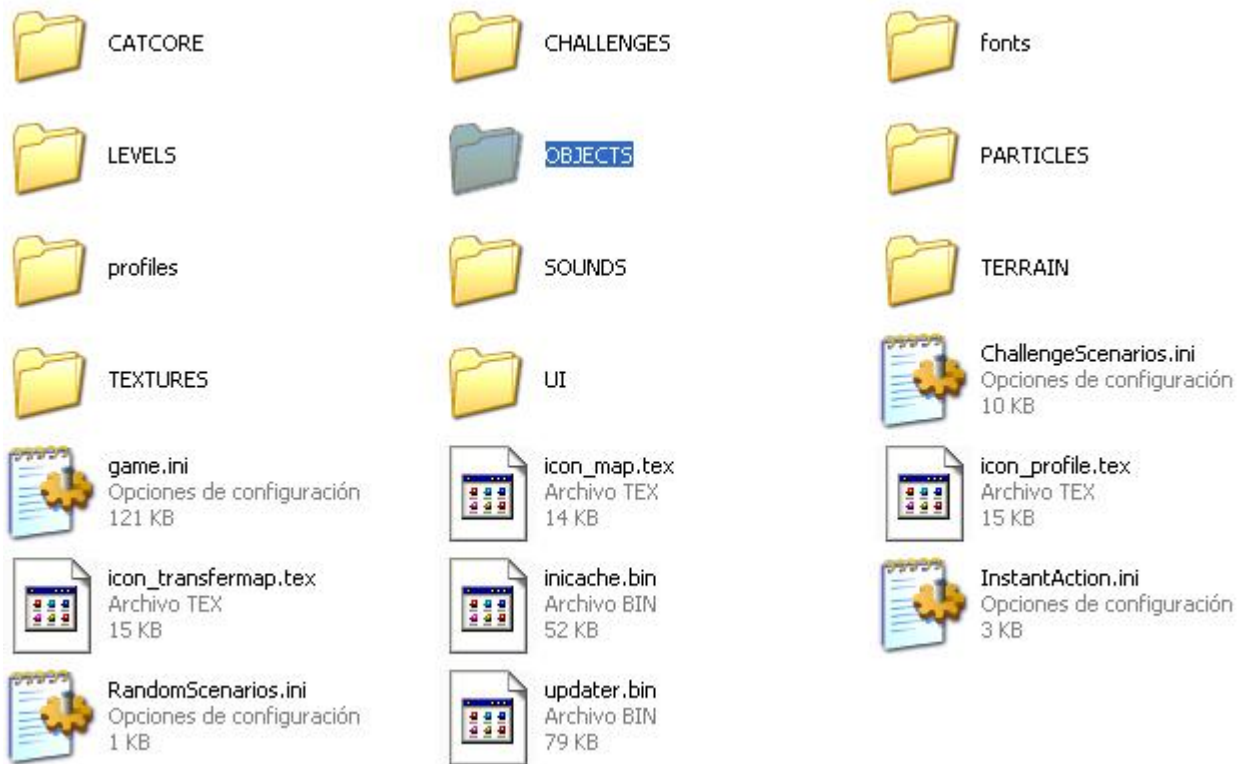 CATCORE
CHALLENGES
fonts
LEVELS
OBJECTS
PARTICLES
profiles
SOUNDS
TERRAIN
TEXTURES
UI
ChallengeScenarios.ini
Opciones de configuración
10 KB
game.ini
Opciones de configuración
121 KB
icon_map.tex
Archivo TEX
14 KB
icon_profile.tex
Archivo TEX
15 KB
icon_transfermap.tex
Archivo TEX
15 KB
inicache.bin
Archivo BIN
52 KB
InstantAction.ini
Opciones de configuración
3 KB
RandomScenarios.ini
Opciones de configuración
1 KB
updater.bin
Archivo BIN
79 KB